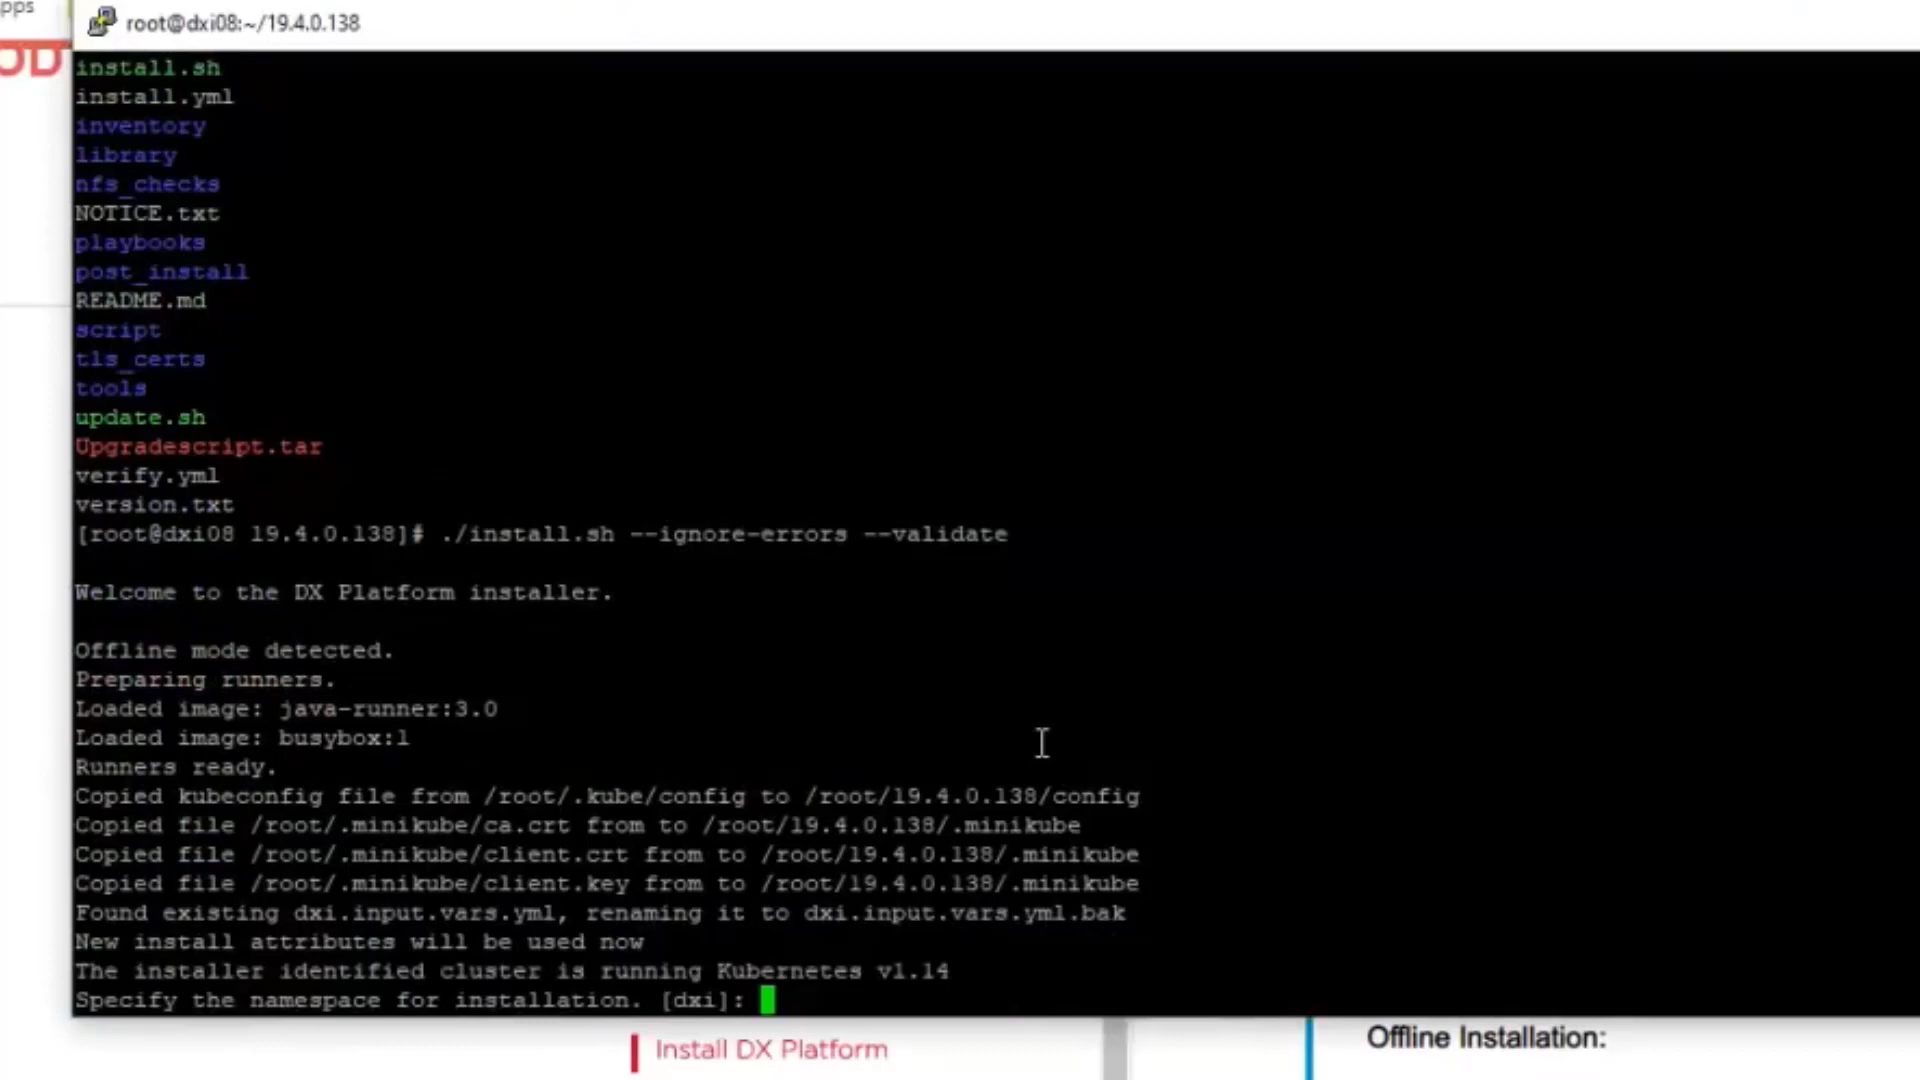 pps
root@dxi08:~/19.4.0.138
OD
install.sh
install.yml
inventory
library
nfs_checks
NOTICE.txt
playbooks
post_install
README.md
script
tls_certs
tools
update.sh
Upgradescript.tar
verify.yml
version.txt
[root@dxi08 19.4.0.138]# ./install.sh --ignore-errors --validate
Welcome to the DX Platform installer.
Offline mode detected.
Preparing runners.
Loaded image: java-runner:3.0
Loaded image: busybox:1
Runners ready.
Copied kubeconfig file from /root/.kube/config to /root/19.4.0.138/config
Copied file /root/.minikube/ca.crt from to /root/19.4.0.138/.minikube
Copied file /root/.minikube/client.crt from to /root/19.4.0.138/.minikube
Copied file /root/.minikube/client.key from to /root/19.4.0.138/.minikube
Found existing dxi.input.vars.yml, renaming it to dxi.input.vars.yml.bak
New install attributes will be used now
The installer identified cluster is running Kubernetes v1.14
Specify the namespace for installation. [dxi]:
Install DX Platform
Offline Installation: